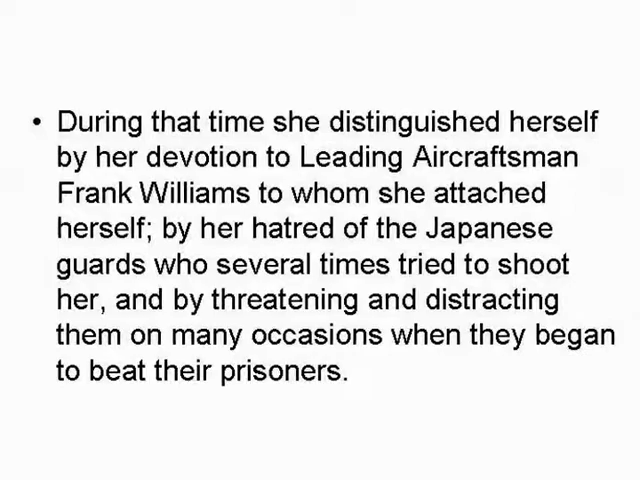 • During that time she distinguished herself
by her devotion to Leading Aircraftsman
Frank Williams to whom she attached
herself; by her hatred of the Japanese
guards who several times tried to shoot
her, and by threatening and distracting
them on many occasions when they began
to beat their prisoners.